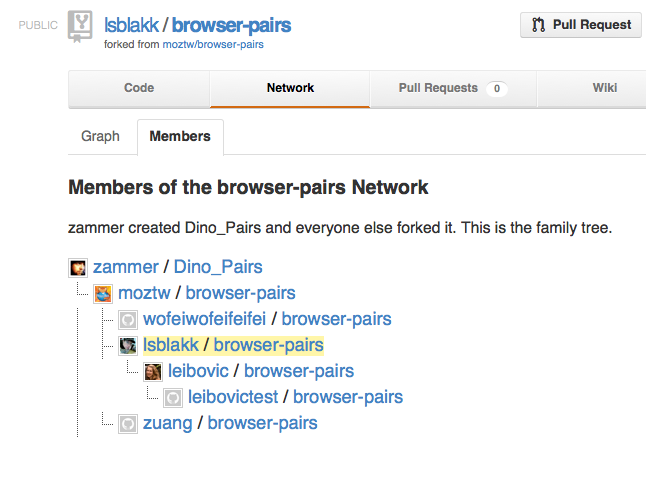 PUBLIC lsblakk / browser-pairs
forked from moztw/browser-pairs
Pull Request
Code Network Pull Requests 0 Wiki
Graph Members
Members of the browser-pairs Network
zammer created Dino_Pairs and everyone else forked it. This is the family tree.
zammer / Dino_Pairs
moztw / browser-pairs
wofeiwofeifeifei / browser-pairs
lsblakk / browser-pairs
leibovic / browser-pairs
leibovictest / browser-pairs
zuang / browser-pairs